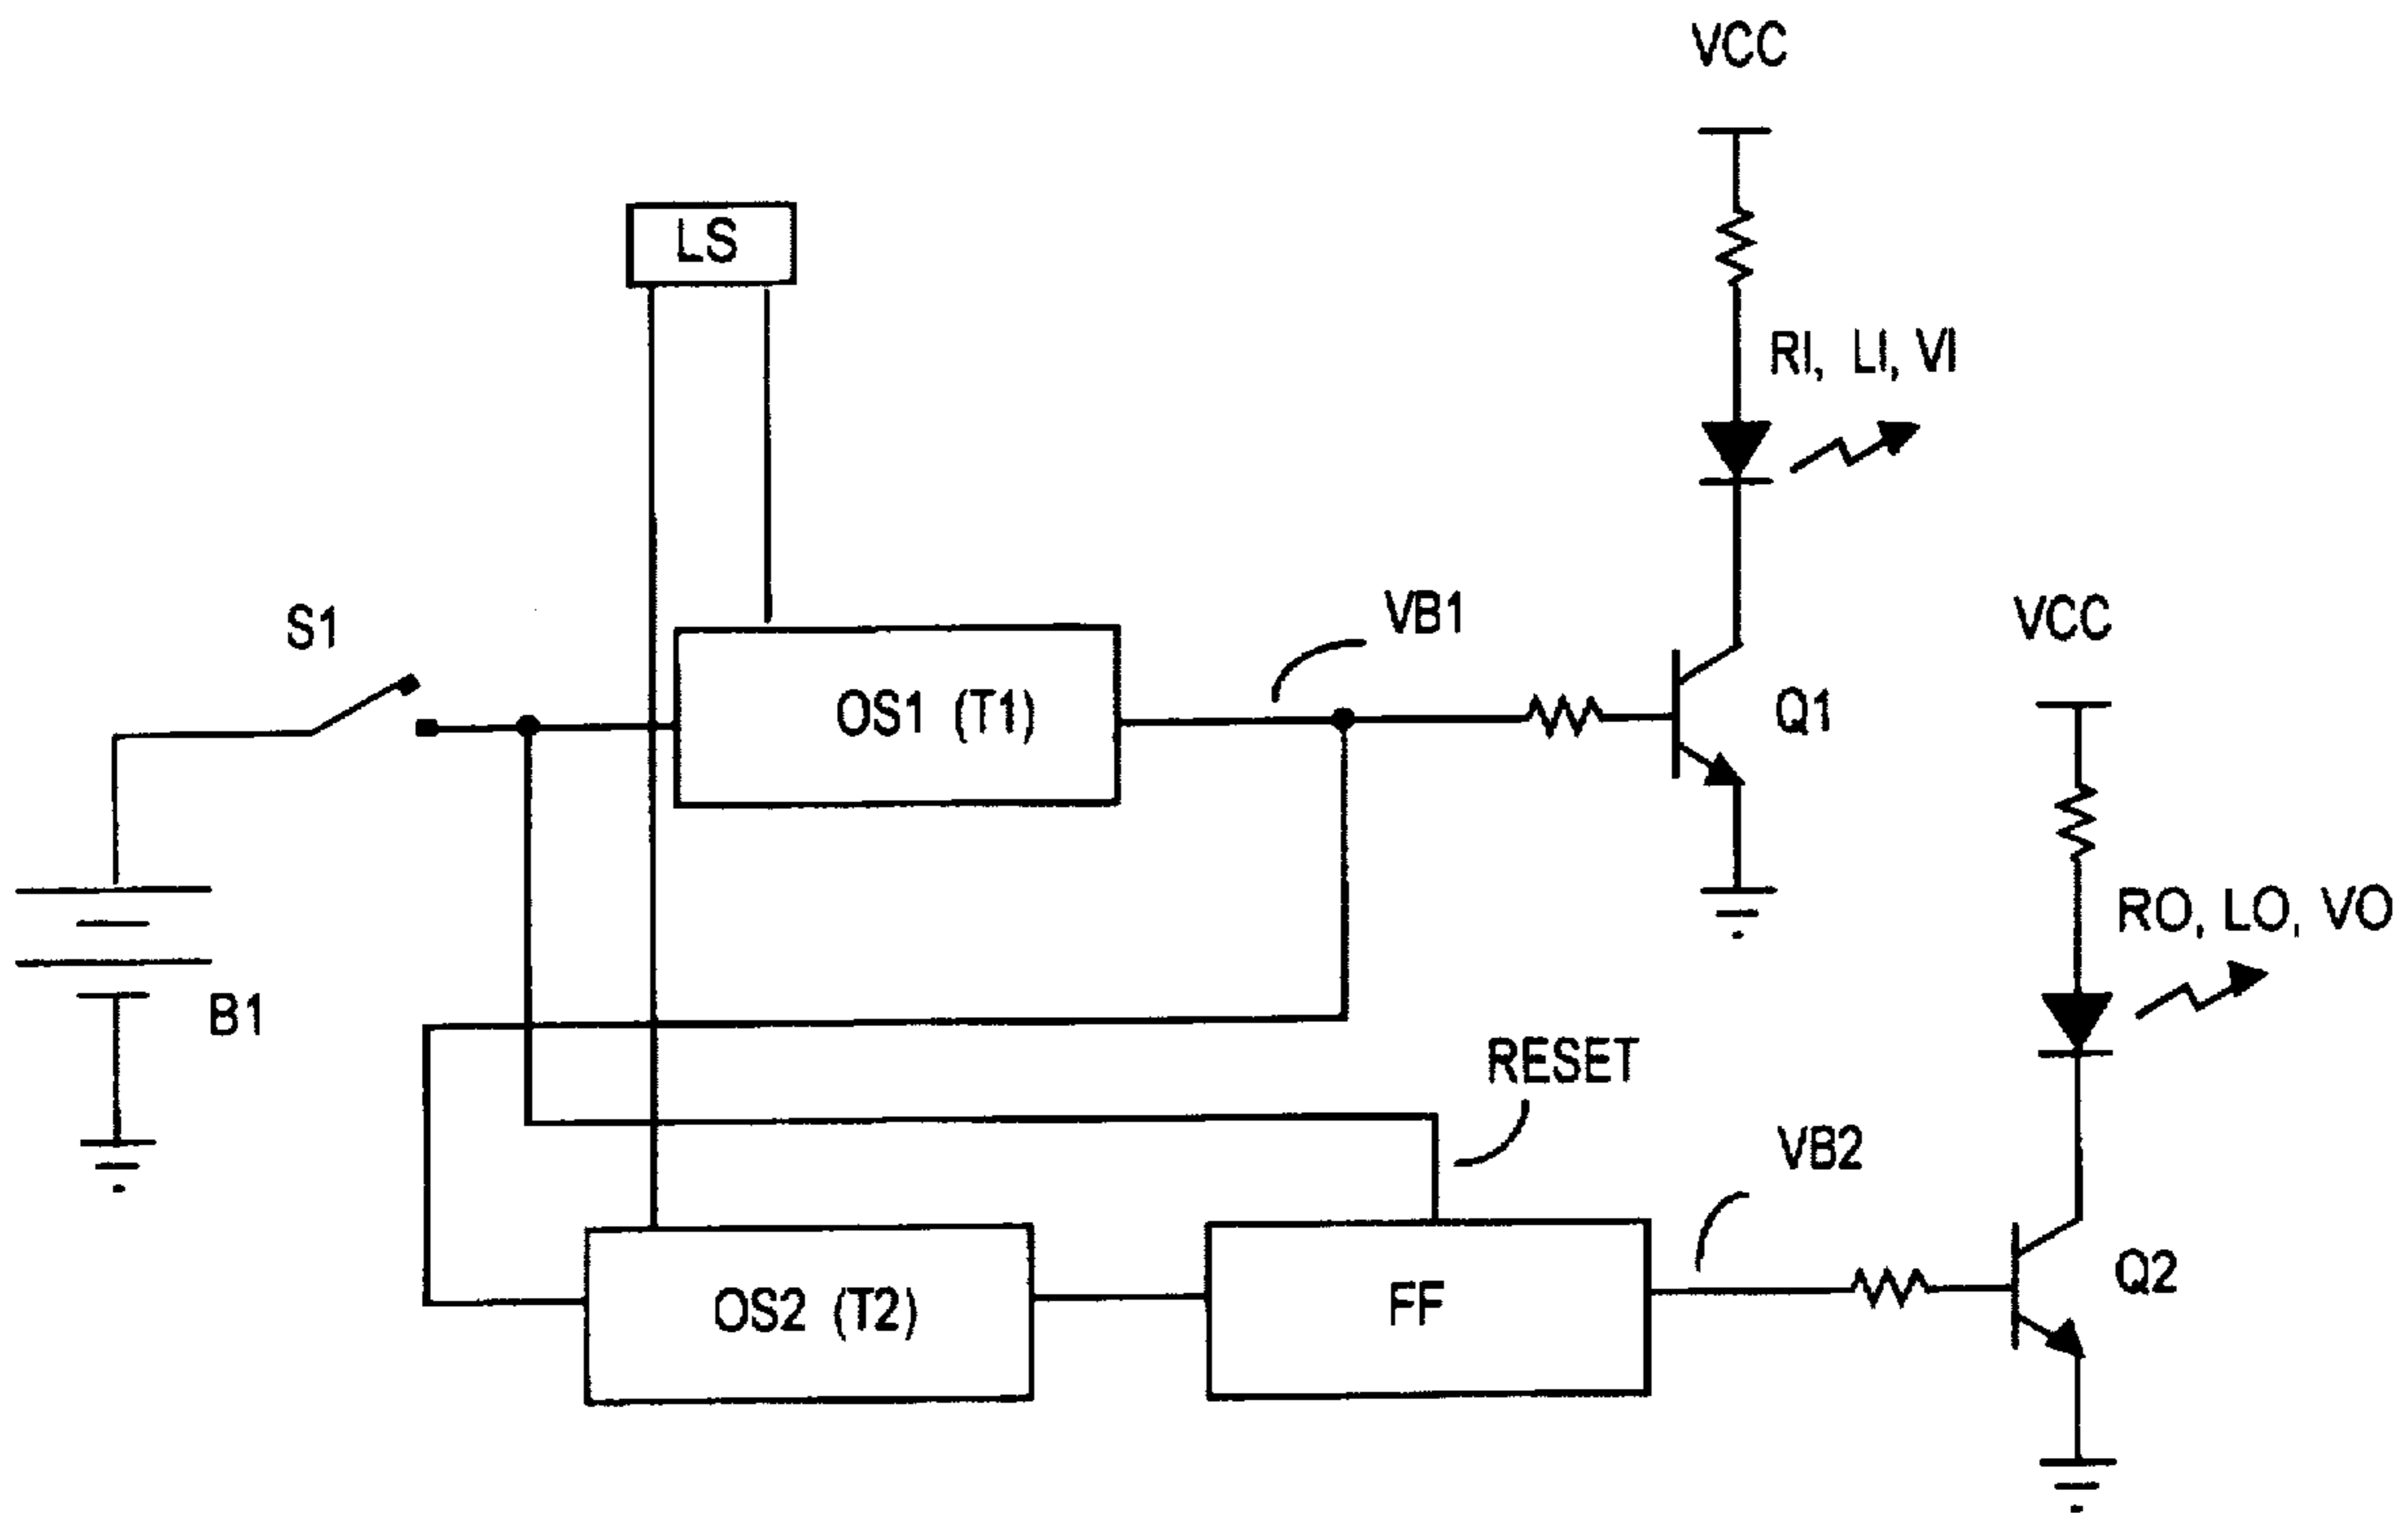 VCC
LS
RI, LI, VI
S1
VB1
VCC
OS1 (T1)
Q1
RO, LO, VO
B1
RESET
VB2
OS2 (T2)
FF
Q2